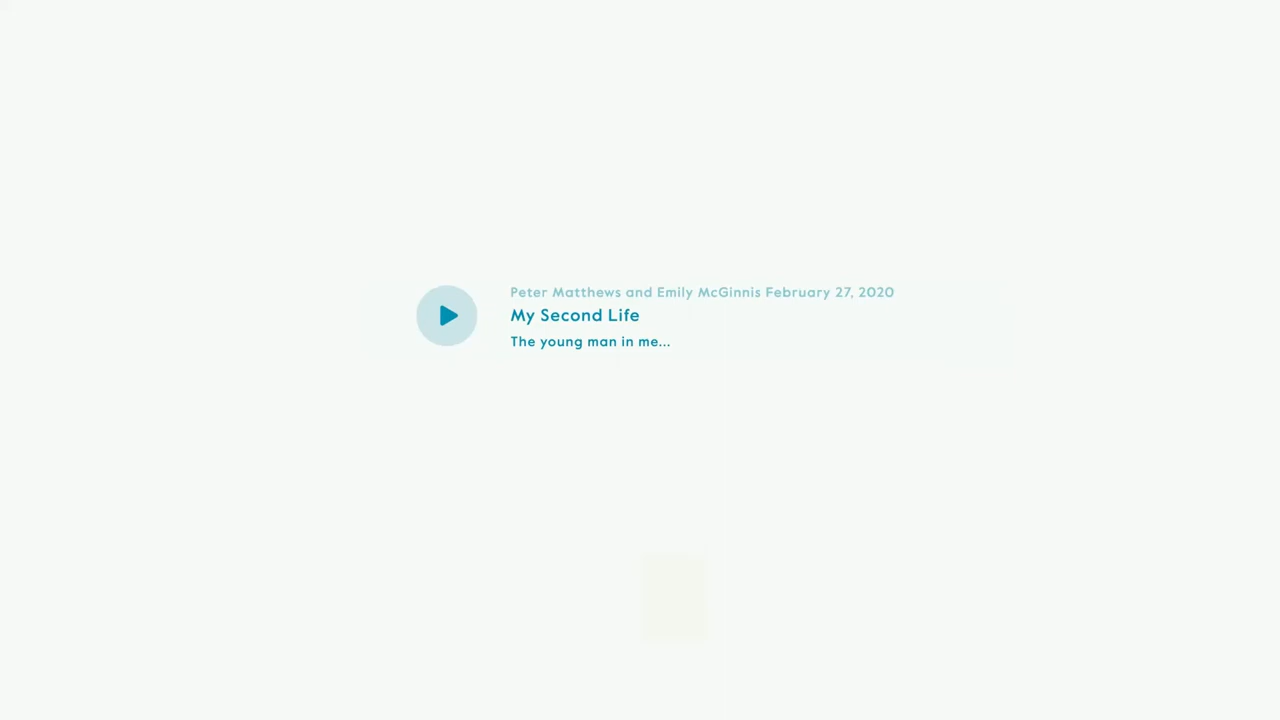 Peter Matthews and Emily McGinnis February 27, 2020
My Second Life
The young man in me...